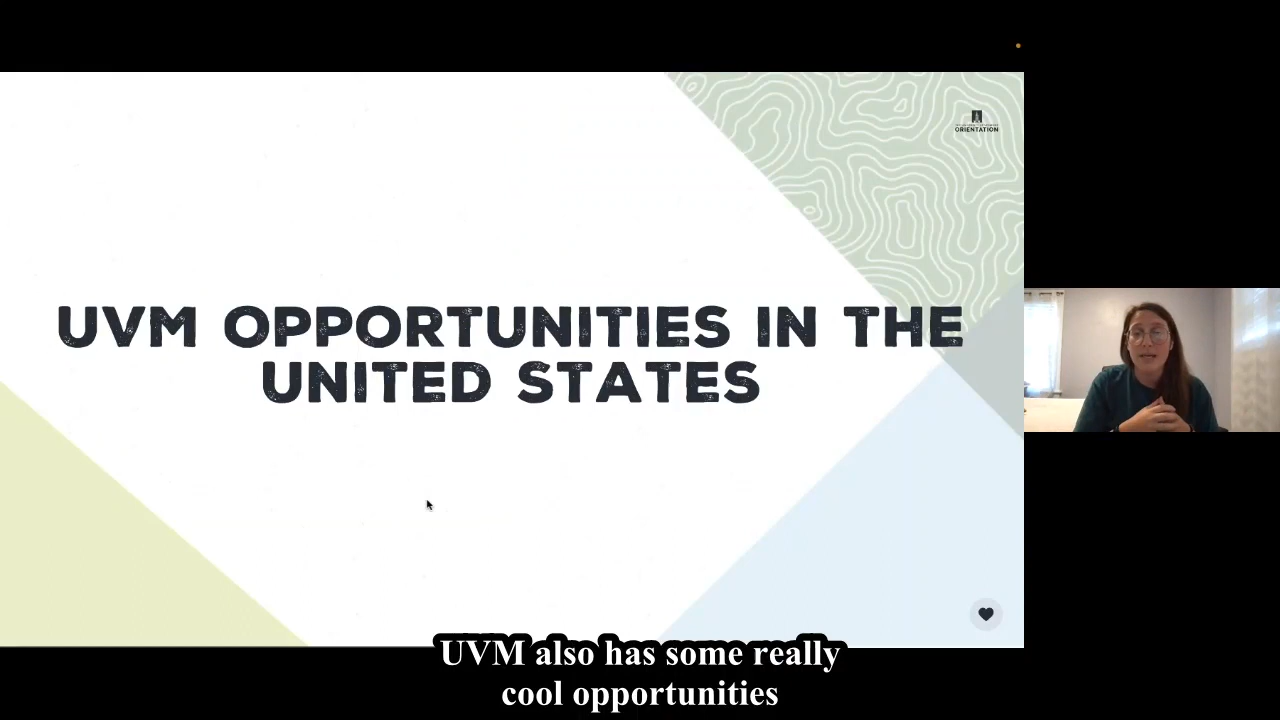 ORIENTATION
UVM OPPORTUNITIES IN THE
UNITED STATES
UVM also has some really
cool opportunities